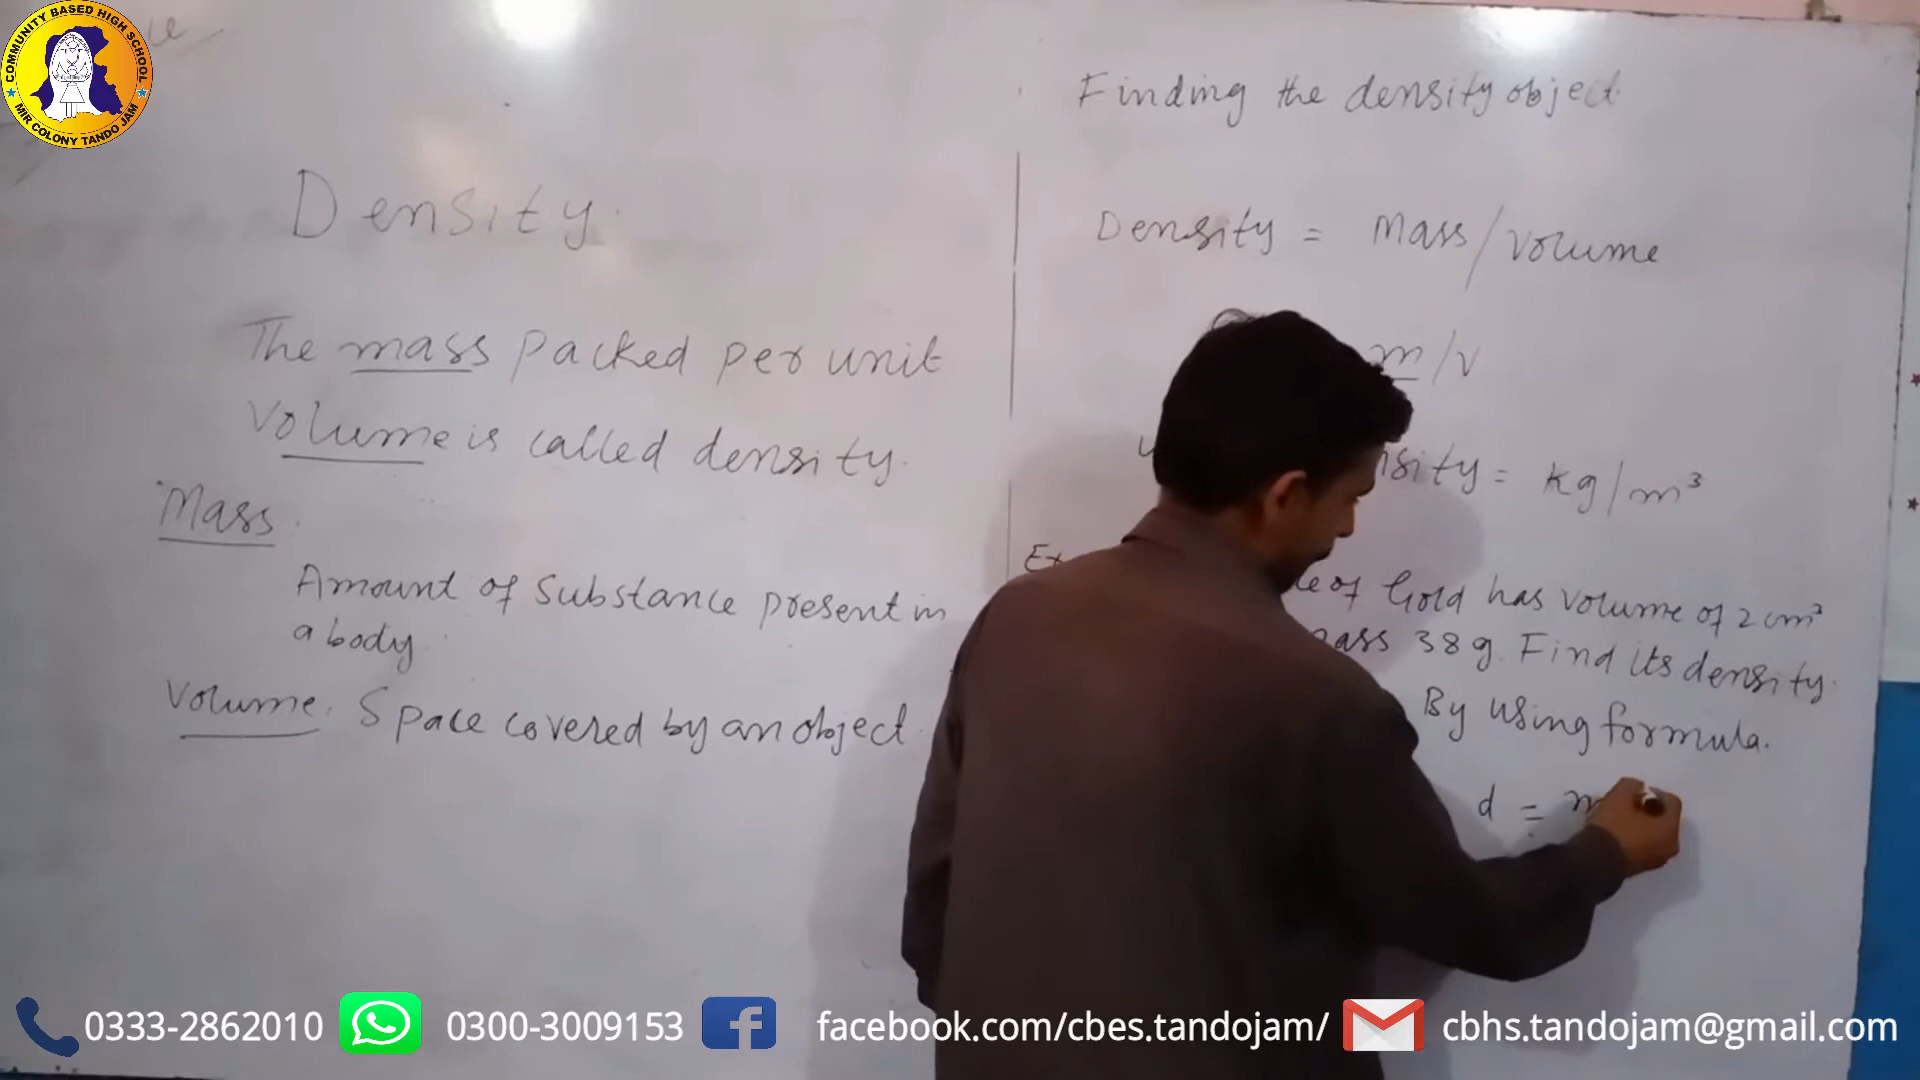 COMMUNITY BASED HIGH SCHOOL
MIR COLONY TANDO JAM
Density.
The mass packed per unit
volume is called density.
Mass.
Amount of substance present in
a body.
Volume. Space covered by an object.
Finding the density object.
Density = Mass/volume
m/v
= kg/m³
of Gold has volume of 2 cm³
mass 38 g. Find its density.
By using formula.
d = m
0333-2862010
0300-3009153
facebook.com/cbes.tandojam/
cbhs.tandojam@gmail.com